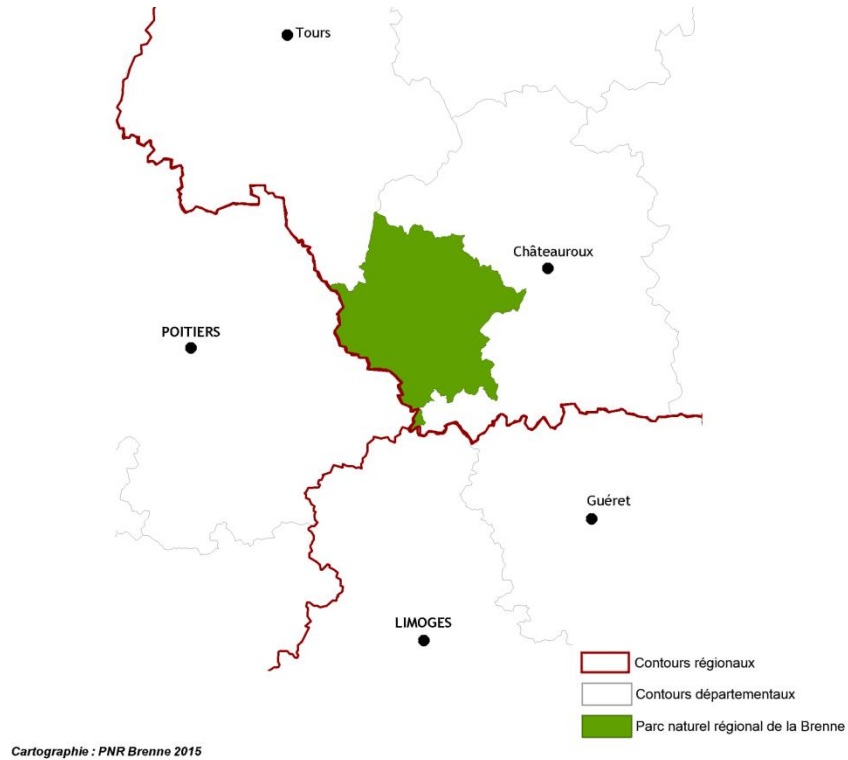 Tours
Châteauroux
POITIERS
Guéret
LIMOGES
Contours régionaux
Contours départementaux
Parc naturel régional de la Brenne
Cartographie : PNR Brenne 2015